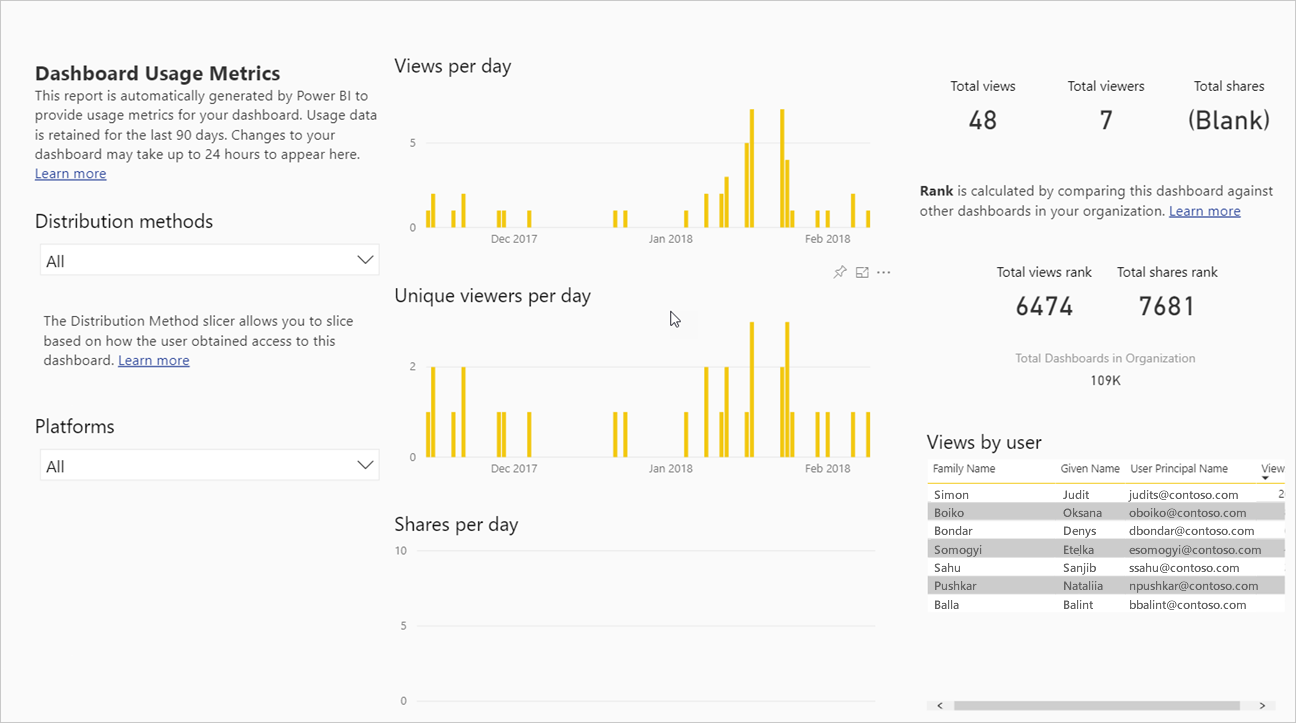 Dashboard Usage Metrics
This report is automatically generated by Power BI to
provide usage metrics for your dashboard. Usage data
is retained for the last 90 days. Changes to your
dashboard may take up to 24 hours to appear here.
Learn more
Distribution methods
All
The Distribution Method slicer allows you to slice
based on how the user obtained access to this
dashboard. Learn more
Platforms
All
Views per day
5
0
Dec 2017 Jan 2018 Feb 2018
Unique viewers per day
2
0
Dec 2017 Jan 2018 Feb 2018
Shares per day
10
5
0
Total views Total viewers Total shares
48 7 (Blank)
Rank is calculated by comparing this dashboard against
other dashboards in your organization. Learn more
Total views rank Total shares rank
6474 7681
Total Dashboards in Organization
109K
Views by user
Family Name Given Name User Principal Name View
Simon Judit judits@contoso.com 2
Boiko Oksana oboiko@contoso.com
Bondar Denys dbondar@contoso.com
Somogyi Etelka esomogyi@contoso.com
Sahu Sanjib ssahu@contoso.com
Pushkar Nataliia npushkar@contoso.com
Balla Balint bbalint@contoso.com